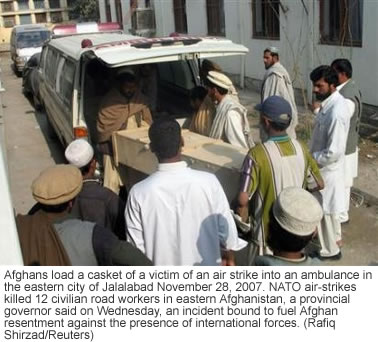 Afghans load a casket of a victim of an air strike into an ambulance in
the eastern city of Jalalabad November 28, 2007. NATO air-strikes
killed 12 civilian road workers in eastern Afghanistan, a provincial
governor said on Wednesday, an incident bound to fuel Afghan
resentment against the presence of international forces. (Rafiq
Shirzad/Reuters)